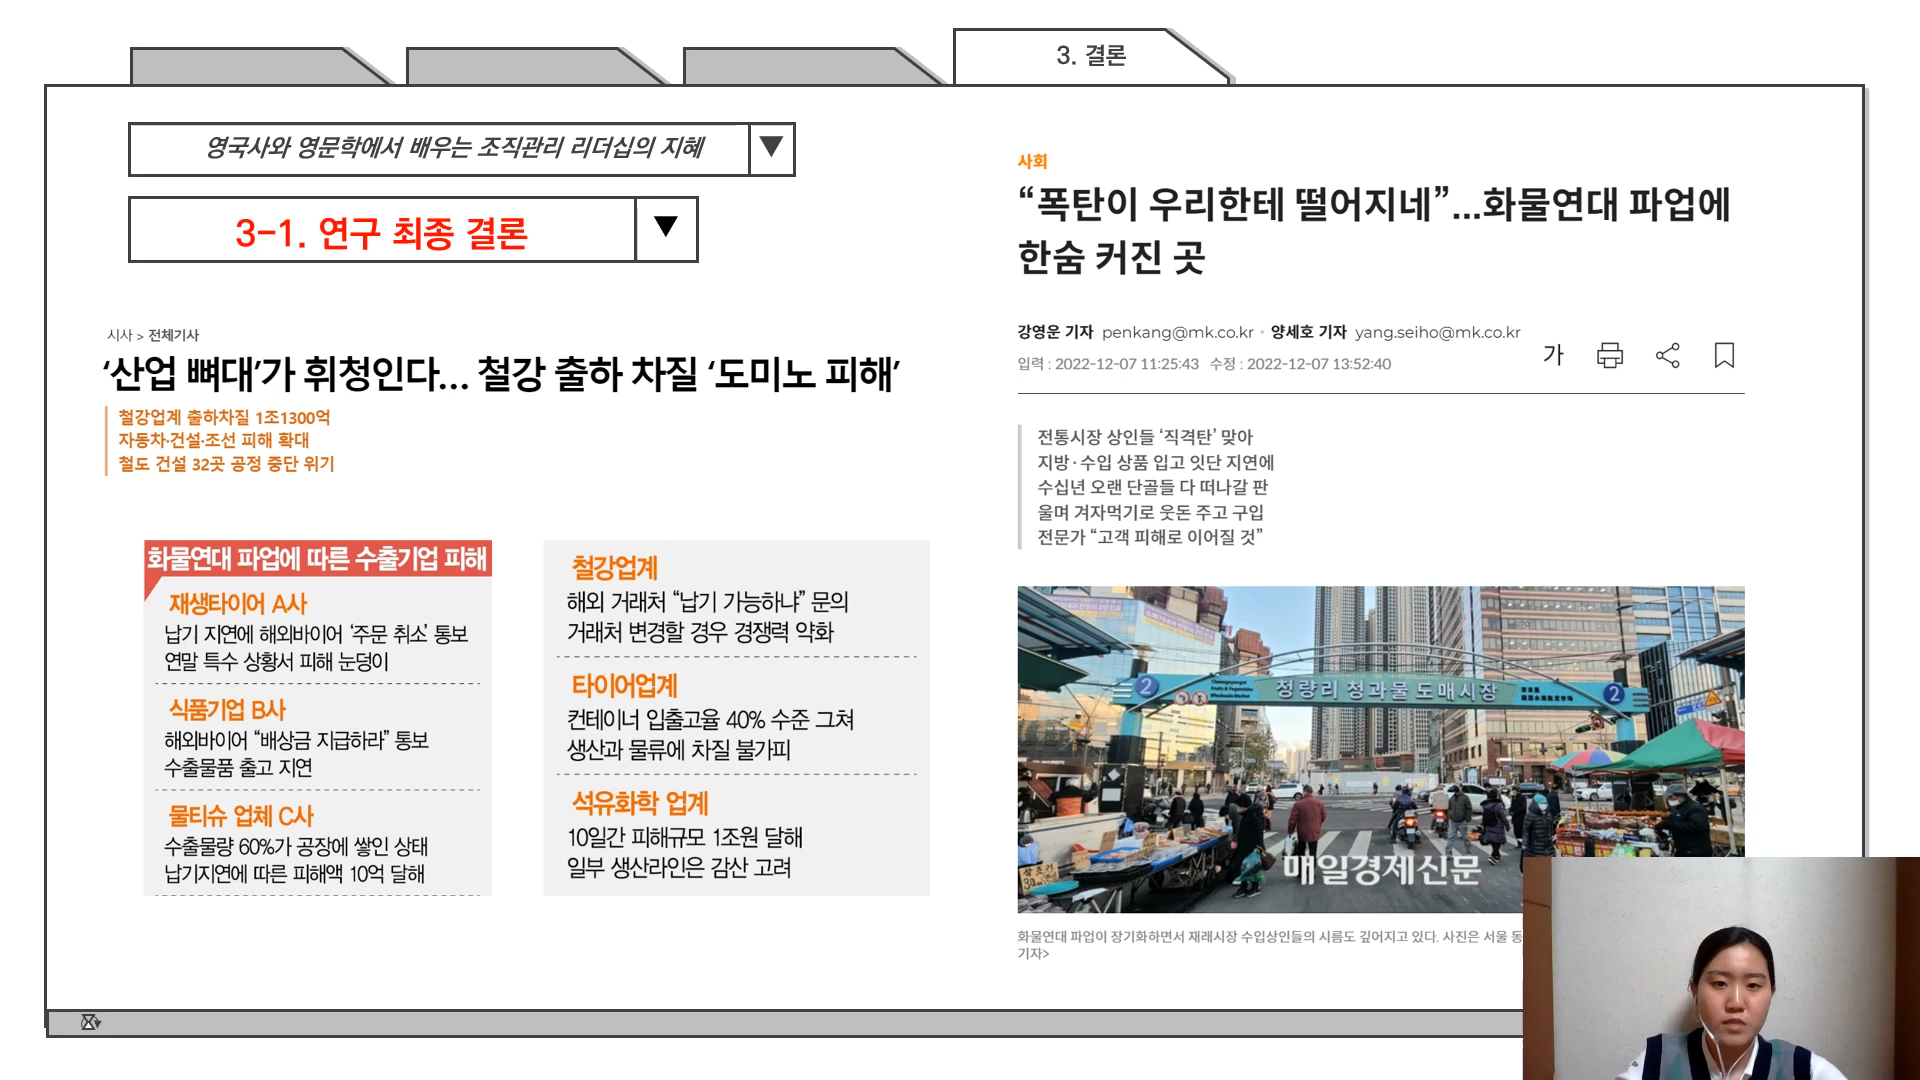 3. 결론
영국사와 영문학에서 배우는 조직관리 리더십의 지혜
3-1. 연구 최종 결론
시사 > 전체기사
‘산업 뼈대’가 휘청인다… 철강 출하 차질 ‘도미노 피해’
철강업계 출하차질 1조1300억
자동차·건설·조선 피해 확대
철도 건설 32곳 공정 중단 위기
화물연대 파업에 따른 수출기업 피해
재생타이어 A사
납기 지연에 해외바이어 ‘주문 취소’ 통보
연말 특수 상황서 피해 눈덩이
식품기업 B사
해외바이어 “배상금 지급하라” 통보
수출물품 출고 지연
물티슈 업체 C사
수출물량 60%가 공장에 쌓인 상태
납기지연에 따른 피해액 10억 달해
철강업계
해외 거래처 “납기 가능하냐” 문의
거래처 변경할 경우 경쟁력 약화
타이어업계
컨테이너 입출고율 40% 수준 그쳐
생산과 물류에 차질 불가피
석유화학 업계
10일간 피해규모 1조원 달해
일부 생산라인은 감산 고려
사회
“폭탄이 우리한테 떨어지네”…화물연대 파업에
한숨 커진 곳
강영운 기자 penkang@mk.co.kr • 양세호 기자 yang.seiho@mk.co.kr
입력 : 2022-12-07 11:25:43 수정 : 2022-12-07 13:52:40
가
전통시장 상인들 ‘직격탄’ 맞아
지방·수입 상품 입고 잇단 지연에
수십년 오랜 단골들 다 떠나갈 판
울며 겨자먹기로 웃돈 주고 구입
전문가 “고객 피해로 이어질 것”
2 청량리 청과물 도매시장 2
매일경제신문
화물연대 파업이 장기화하면서 재래시장 수입상인들의 시름도 깊어지고 있다. 사진은 서울 동
기자>